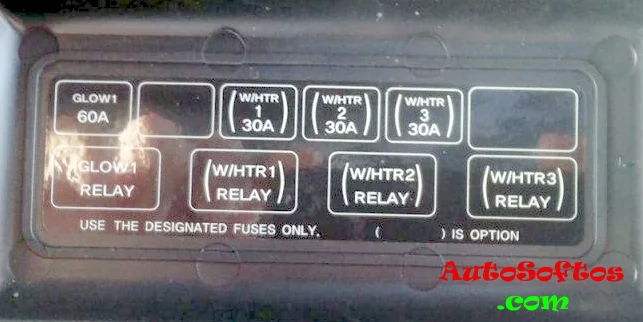 GLOW1 60A
(W/HTR 1 30A)
(W/HTR 2 30A)
(W/HTR 3 30A)
GLOW1 RELAY
(W/HTR1 RELAY)
(W/HTR2 RELAY)
(W/HTR3 RELAY)
USE THE DESIGNATED FUSES ONLY. ( ) IS OPTION
AutoSoftos
.com